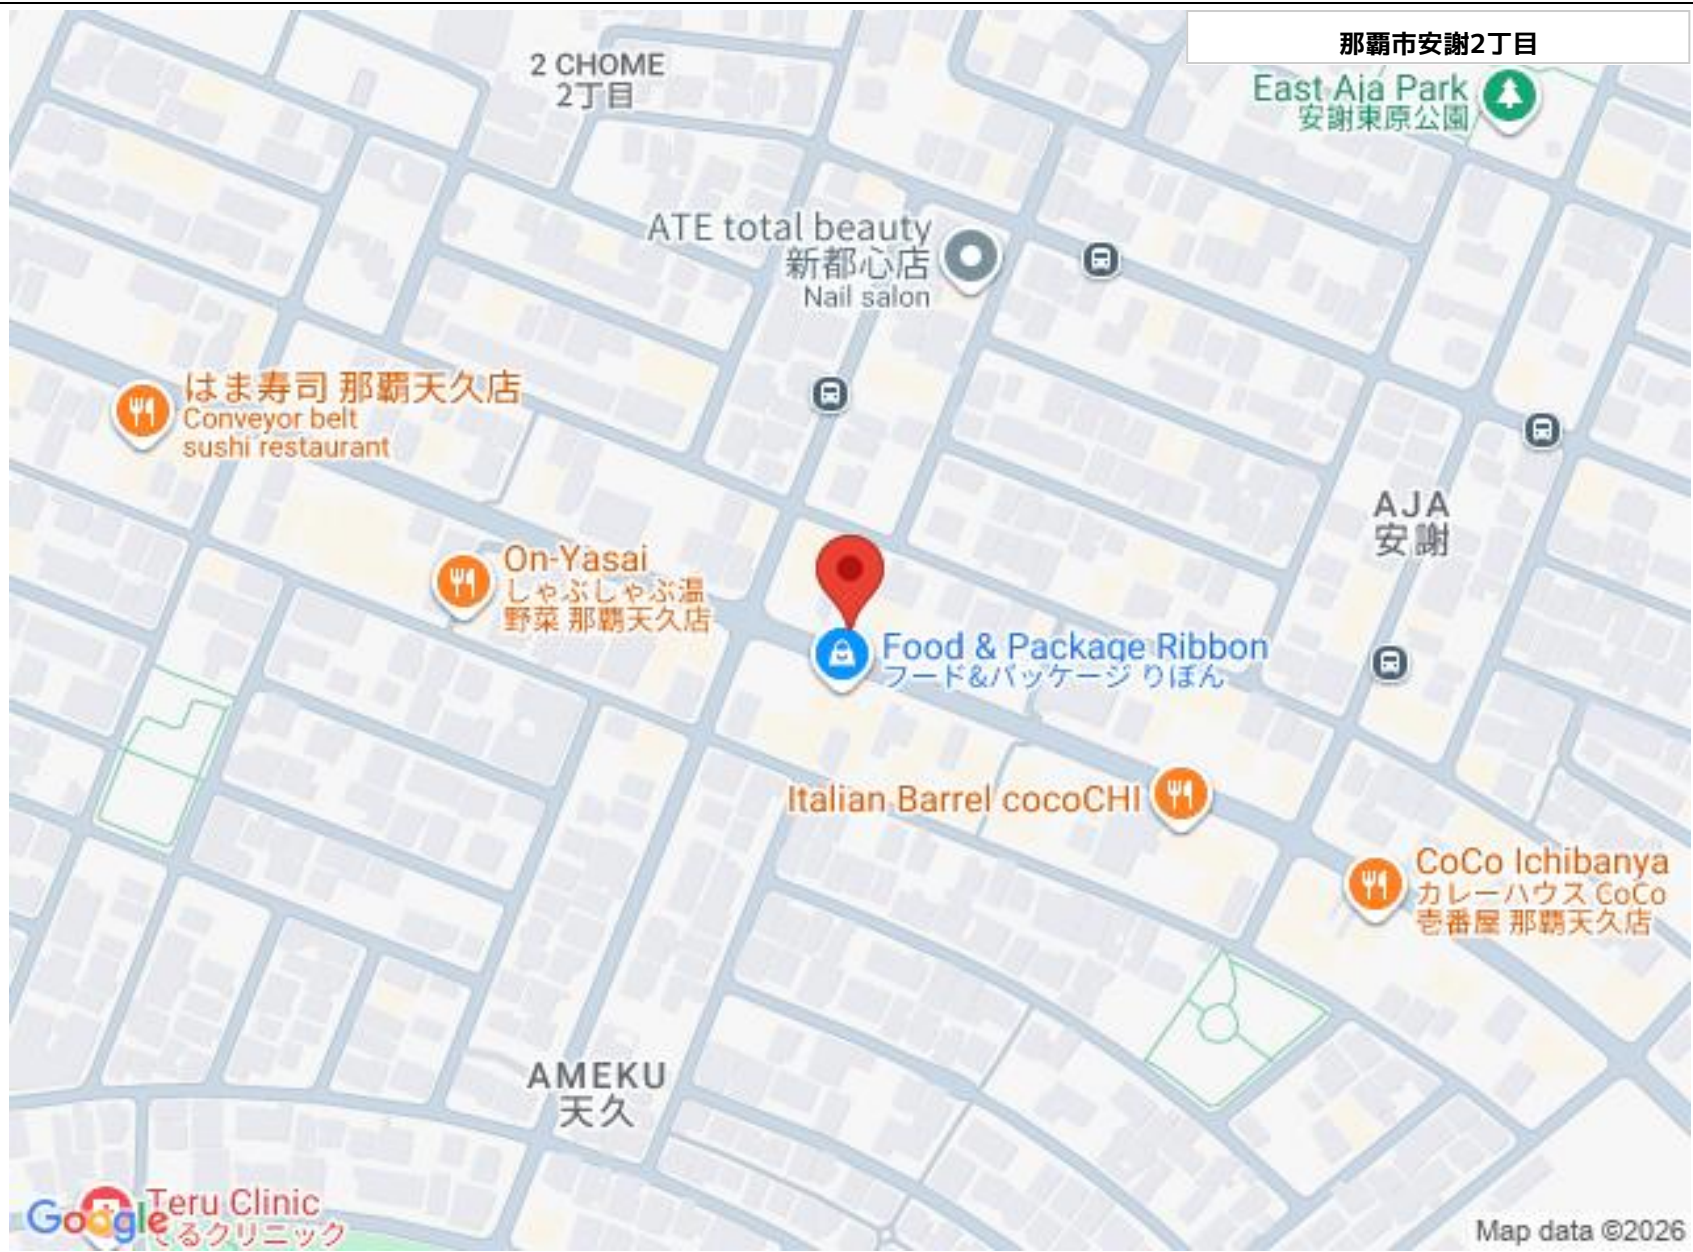 那覇市安謝2丁目
2 CHOME
2丁目
East Aja Park
安謝東原公園
ATE total beauty
新都心店
Nail salon
はま寿司 那覇天久店
Conveyor belt
sushi restaurant
AJA
安謝
On-Yasai
しゃぶしゃぶ温
野菜 那覇天久店
Food & Package Ribbon
フード&パッケージ りぼん
Italian Barrel cocoCHI
CoCo Ichibanya
カレーハウス CoCo
壱番屋 那覇天久店
AMEKU
天久
Teru Clinic
てるクリニック
Google
Map data ©2026